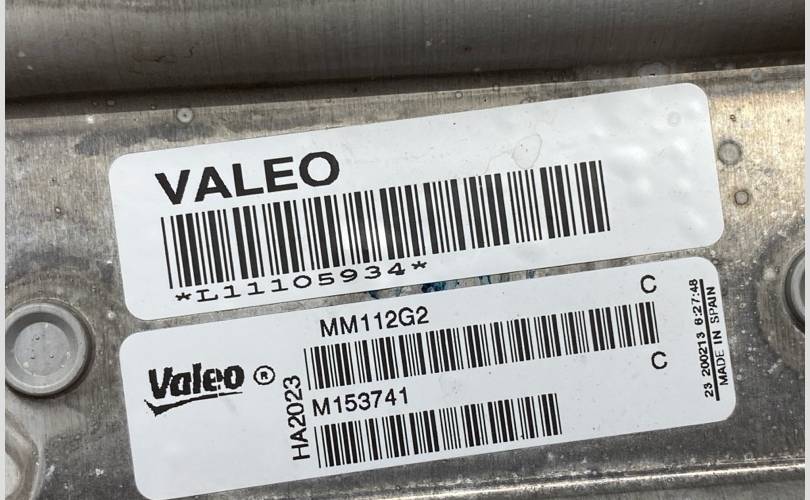 VALEO
*L11105934*
MM112G2
C
Valeo ®
HA2023
M153741
C
23 200213 6:27:48
MADE IN SPAIN